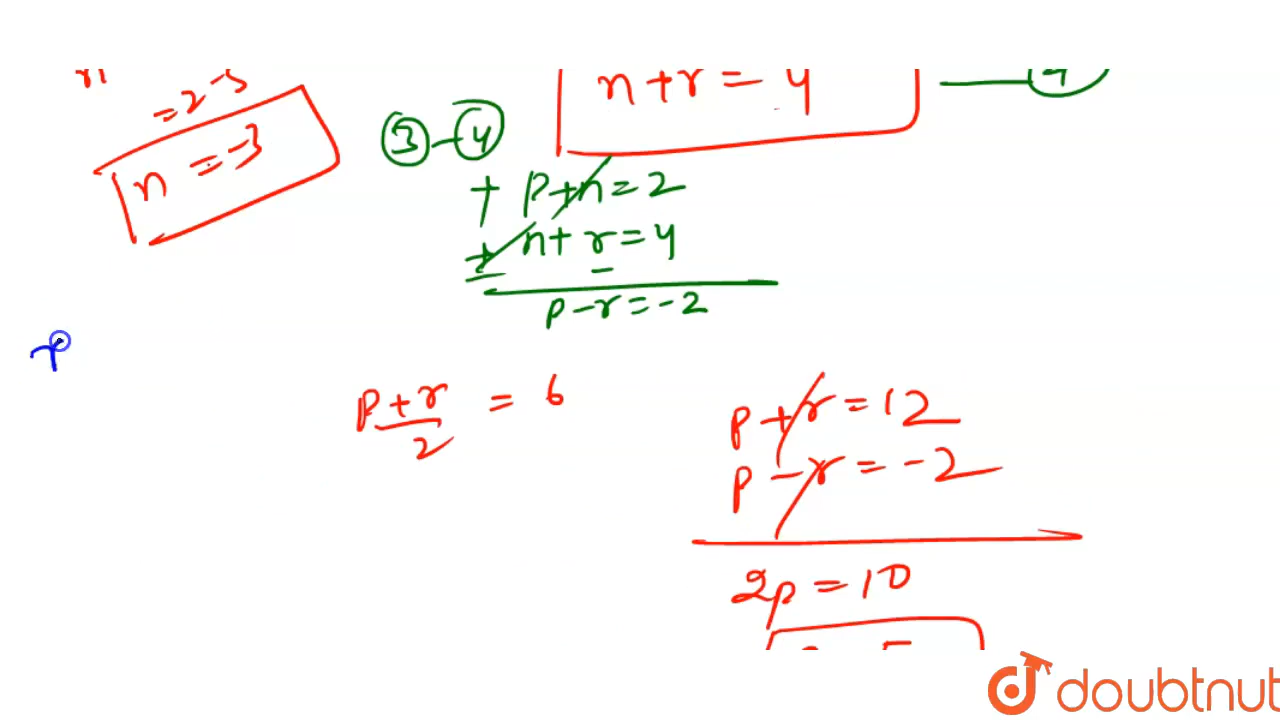 n + r = 4
= 2 - 5
n = -3
③ - ④
+ p + n = 2
± n + r = 4
-
p - r = -2
p + r = 6
2
p + r = 12
p - r = -2
2p = 10
doubtnut